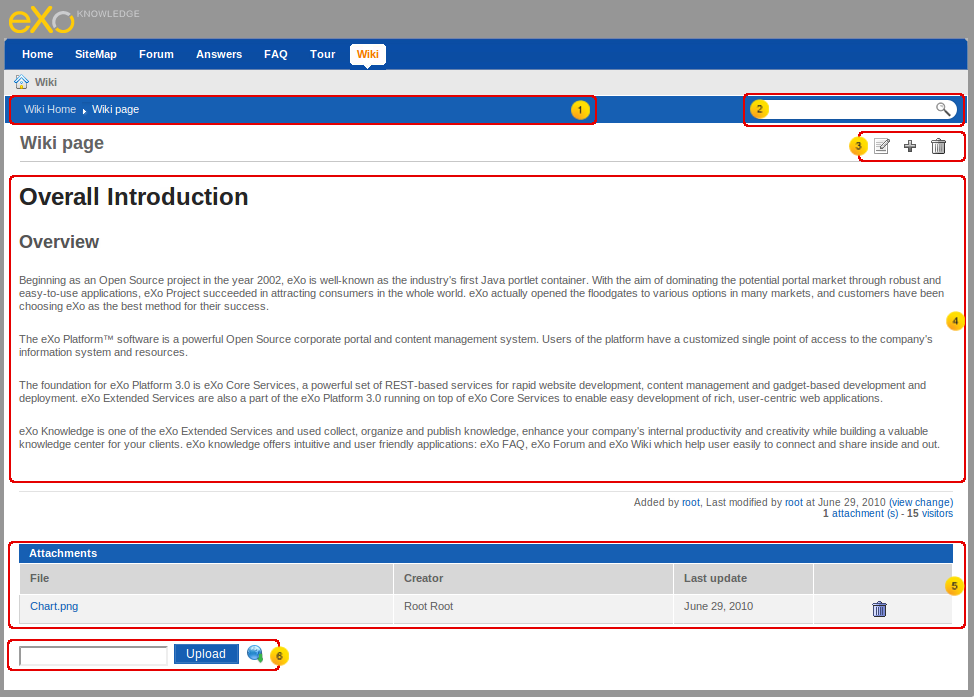 eXo KNOWLEDGE
Home SiteMap Forum Answers FAQ Tour Wiki
Wiki
Wiki Home Wiki page 1 2
Wiki page 3
Overall Introduction
Overview
Beginning as an Open Source project in the year 2002, eXo is well-known as the industry's first Java portlet container. With the aim of dominating the potential portal market through robust and
easy-to-use applications, eXo Project succeeded in attracting consumers in the whole world. eXo actually opened the floodgates to various options in many markets, and customers have been
choosing eXo as the best method for their success.
4
The eXo Platform™ software is a powerful Open Source corporate portal and content management system. Users of the platform have a customized single point of access to the company's
information system and resources.
The foundation for eXo Platform 3.0 is eXo Core Services, a powerful set of REST-based services for rapid website development, content management and gadget-based development and
deployment. eXo Extended Services are also a part of the eXo Platform 3.0 running on top of eXo Core Services to enable easy development of rich, user-centric web applications.
eXo Knowledge is one of the eXo Extended Services and used collect, organize and publish knowledge, enhance your company's internal productivity and creativity while building a valuable
knowledge center for your clients. eXo knowledge offers intuitive and user friendly applications: eXo FAQ, eXo Forum and eXo Wiki which help user easily to connect and share inside and out.
Added by root, Last modified by root at June 29, 2010 (view change)
1 attachment (s) - 15 visitors
Attachments
File Creator Last update 5
Chart.png Root Root June 29, 2010
Upload 6